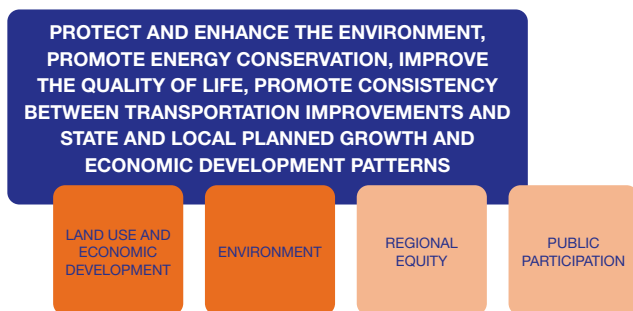 PROTECT AND ENHANCE THE ENVIRONMENT,
PROMOTE ENERGY CONSERVATION, IMPROVE
THE QUALITY OF LIFE, PROMOTE CONSISTENCY
BETWEEN TRANSPORTATION IMPROVEMENTS AND
STATE AND LOCAL PLANNED GROWTH AND
ECONOMIC DEVELOPMENT PATTERNS
LAND USE AND
ECONOMIC
DEVELOPMENT
ENVIRONMENT
REGIONAL
EQUITY
PUBLIC
PARTICIPATION